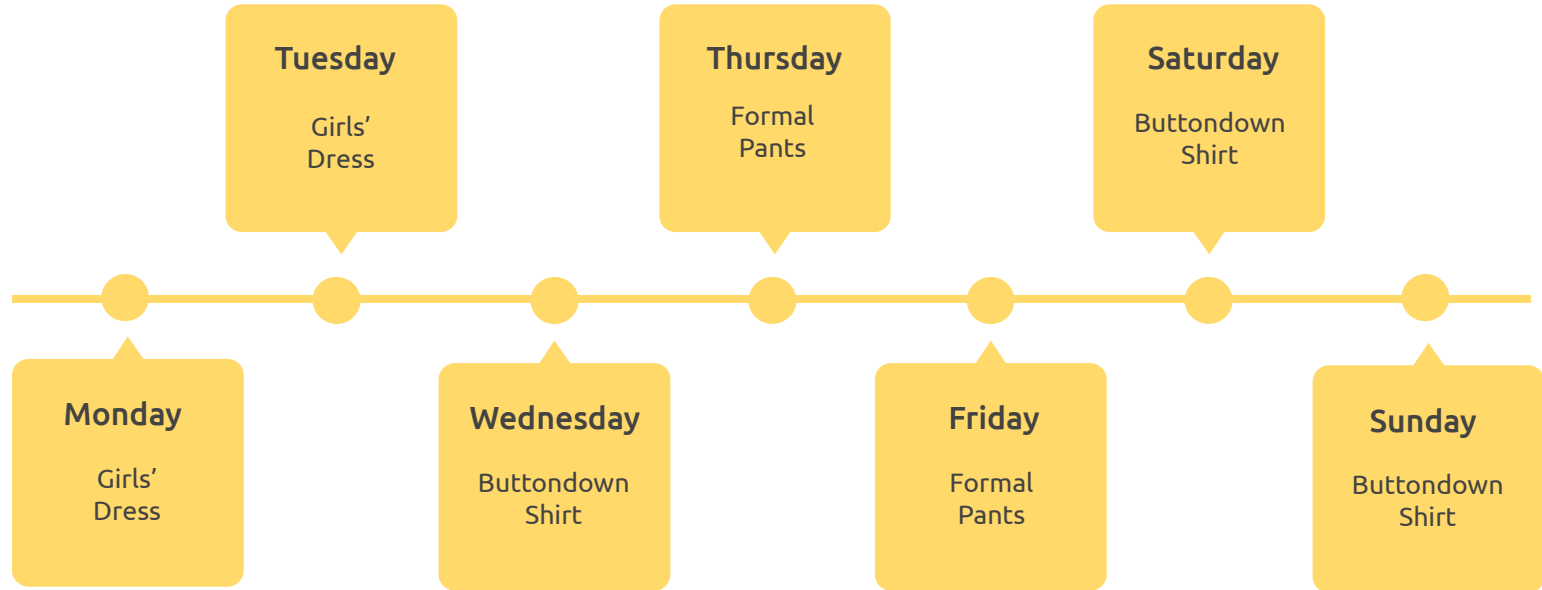 Tuesday
Girls’
Dress
Thursday
Formal
Pants
Saturday
Buttondown
Shirt
Monday
Girls’
Dress
Wednesday
Buttondown
Shirt
Friday
Formal
Pants
Sunday
Buttondown
Shirt